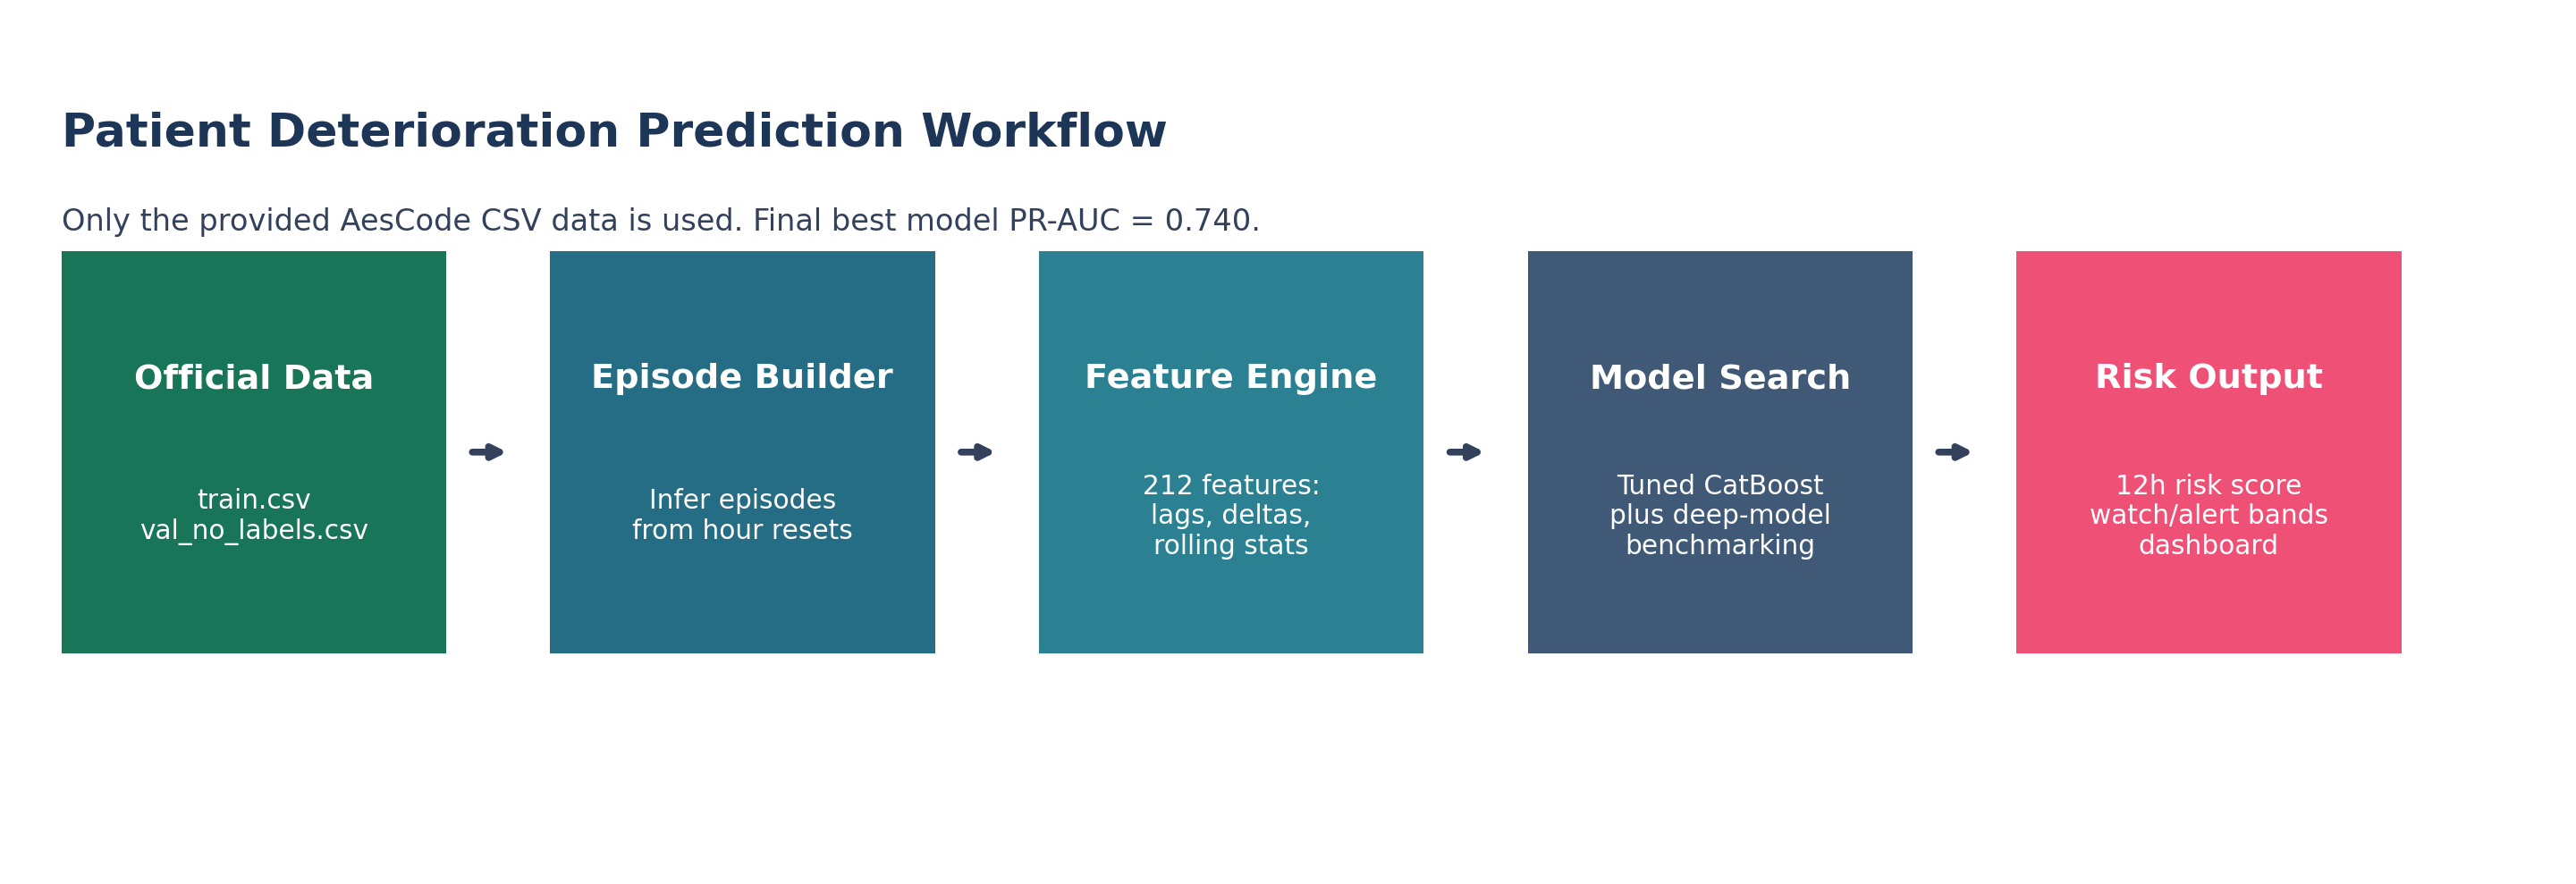 Patient Deterioration Prediction Workflow
Only the provided AesCode CSV data is used. Final best model PR-AUC = 0.740.
Official Data
train.csv
val_no_labels.csv
Episode Builder
Infer episodes
from hour resets
Feature Engine
212 features:
lags, deltas,
rolling stats
Model Search
Tuned CatBoost
plus deep-model
benchmarking
Risk Output
12h risk score
watch/alert bands
dashboard